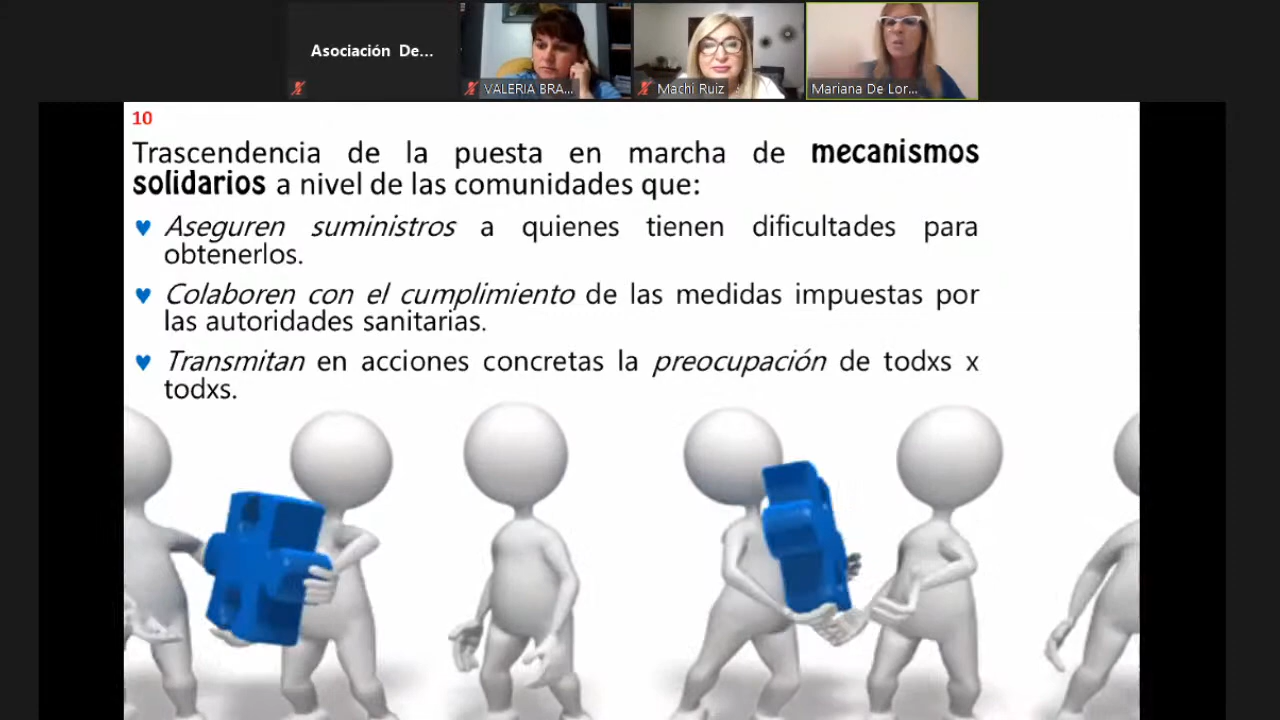 Asociación De...
VALERIA BRA...
Machi Ruiz
Mariana De Lor...
10
Trascendencia de la puesta en marcha de mecanismos
solidarios a nivel de las comunidades que:
♥ Aseguren suministros a quienes tienen dificultades para
obtenerlos.
♥ Colaboren con el cumplimiento de las medidas impuestas por
las autoridades sanitarias.
♥ Transmitan en acciones concretas la preocupación de todxs x
todxs.